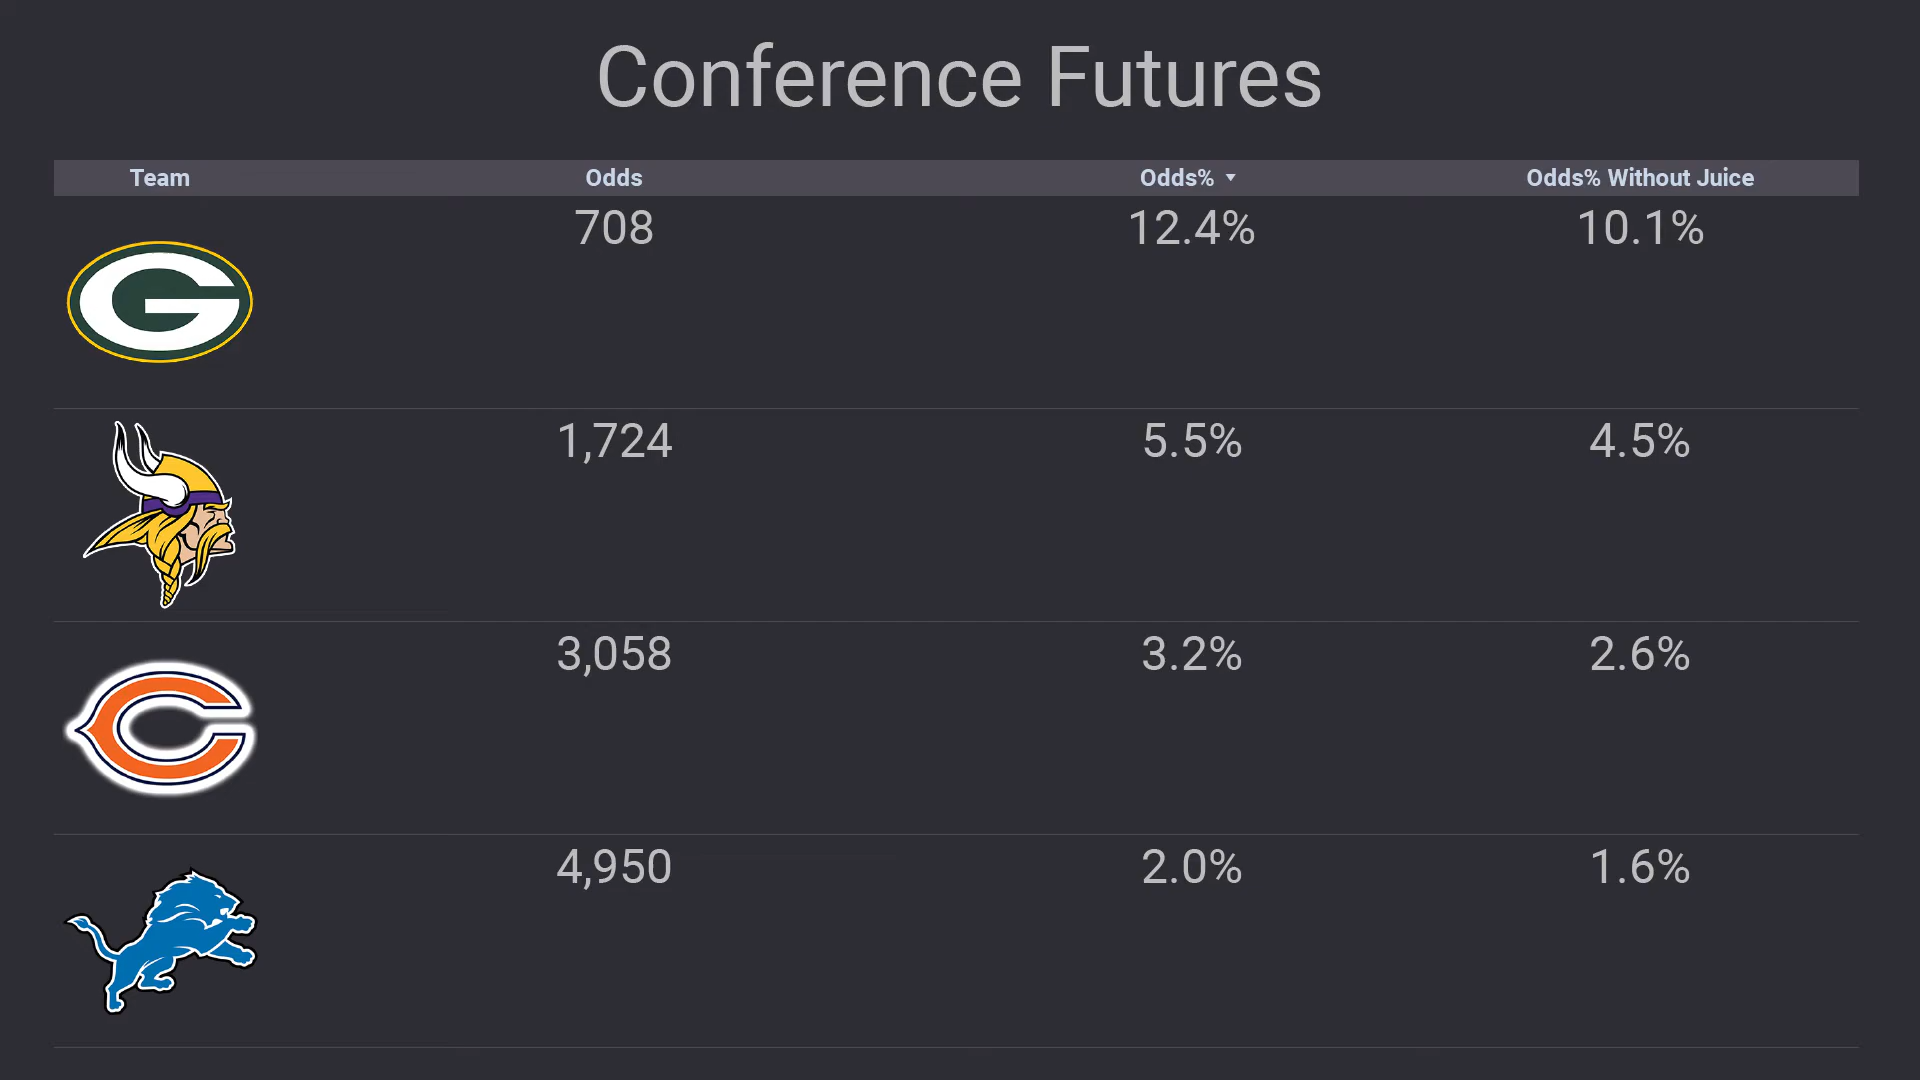 Conference Futures
Team Odds Odds% Odds% Without Juice
708 12.4% 10.1%
G
1,724 5.5% 4.5%
3,058 3.2% 2.6%
C
4,950 2.0% 1.6%